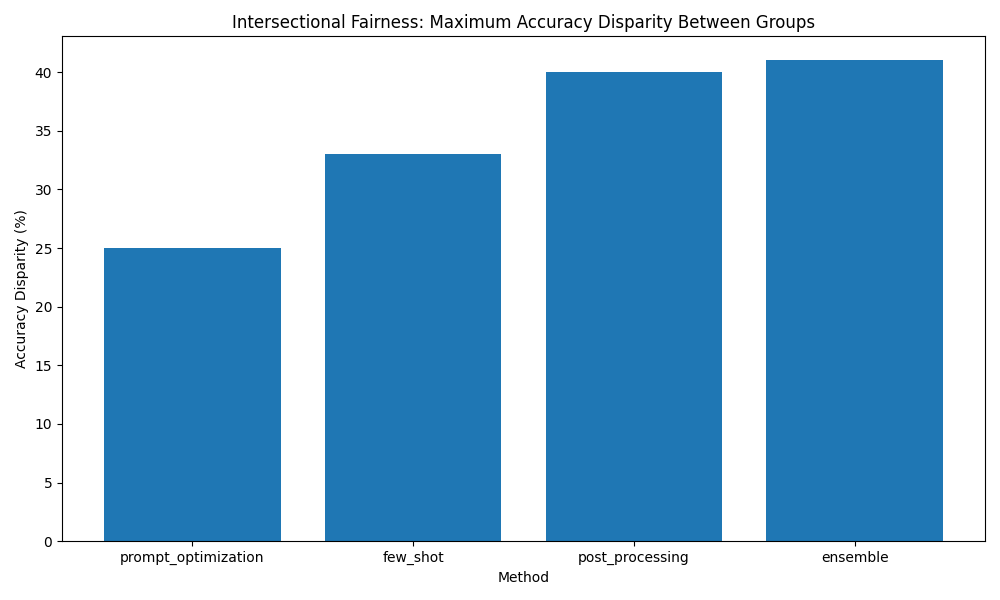 Intersectional Fairness: Maximum Accuracy Disparity Between Groups
Accuracy Disparity (%)
40
35
30
25
20
15
10
5
0
prompt_optimization few_shot post_processing ensemble
Method